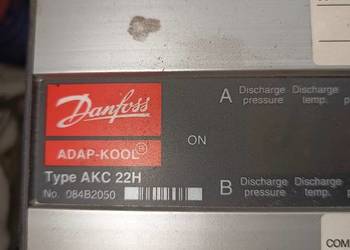 Danfoss
ADAP-KOOL
Type AKC 22H
No. 084B2050
ON
A Discharge pressure Discharge temp.
B Discharge pressure Discharge temp.
COM